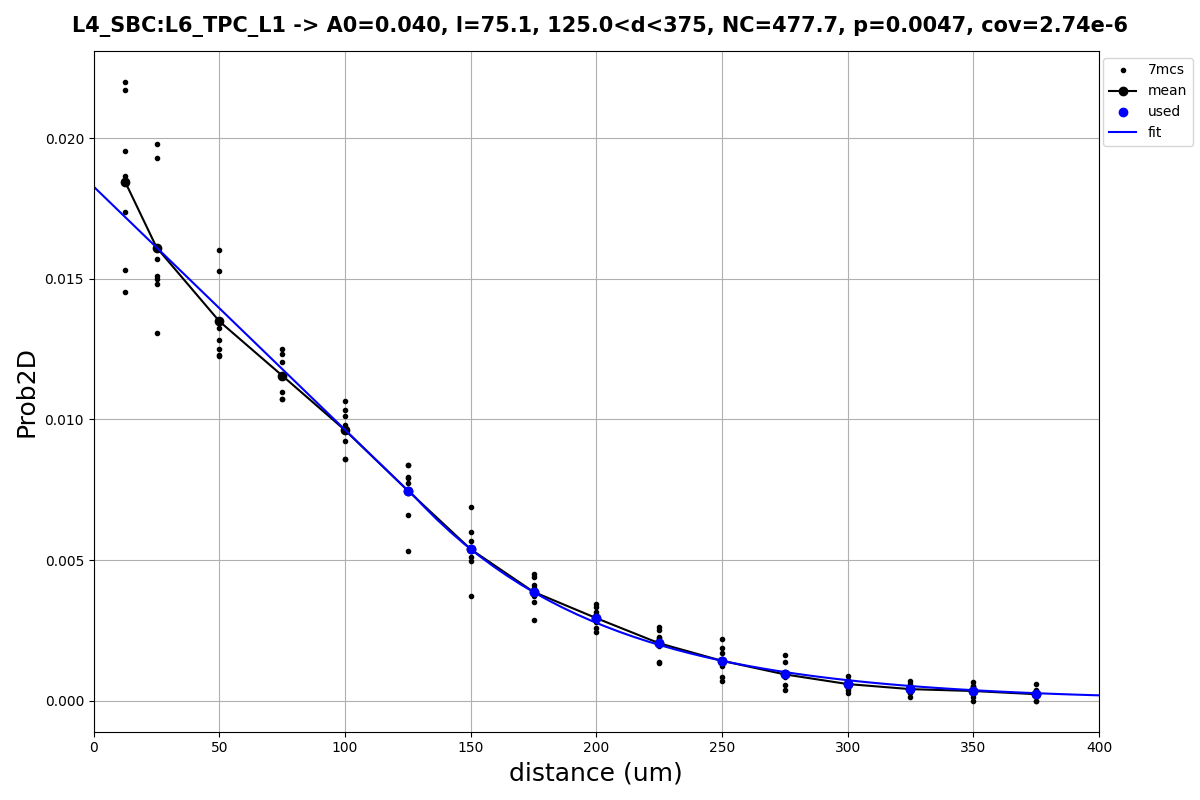 L4_SBC:L6_TPC_L1 -> A0=0.040, l=75.1, 125.0<d<375, NC=477.7, p=0.0047, cov=2.74e-6
7mcs
mean
used
fit
Prob2D
0.020
0.015
0.010
0.005
0.000
0 50 100 150 200 250 300 350 400
distance (um)